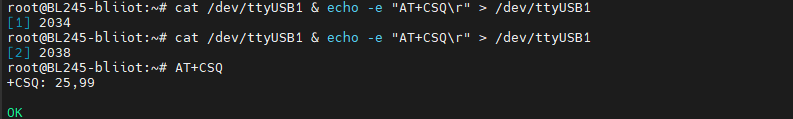 root@BL245-bliiot:~# cat /dev/ttyUSB1 & echo -e "AT+CSQ\r" > /dev/ttyUSB1
[1] 2034
root@BL245-bliiot:~# cat /dev/ttyUSB1 & echo -e "AT+CSQ\r" > /dev/ttyUSB1
[2] 2038
root@BL245-bliiot:~# AT+CSQ
+CSQ: 25,99
OK